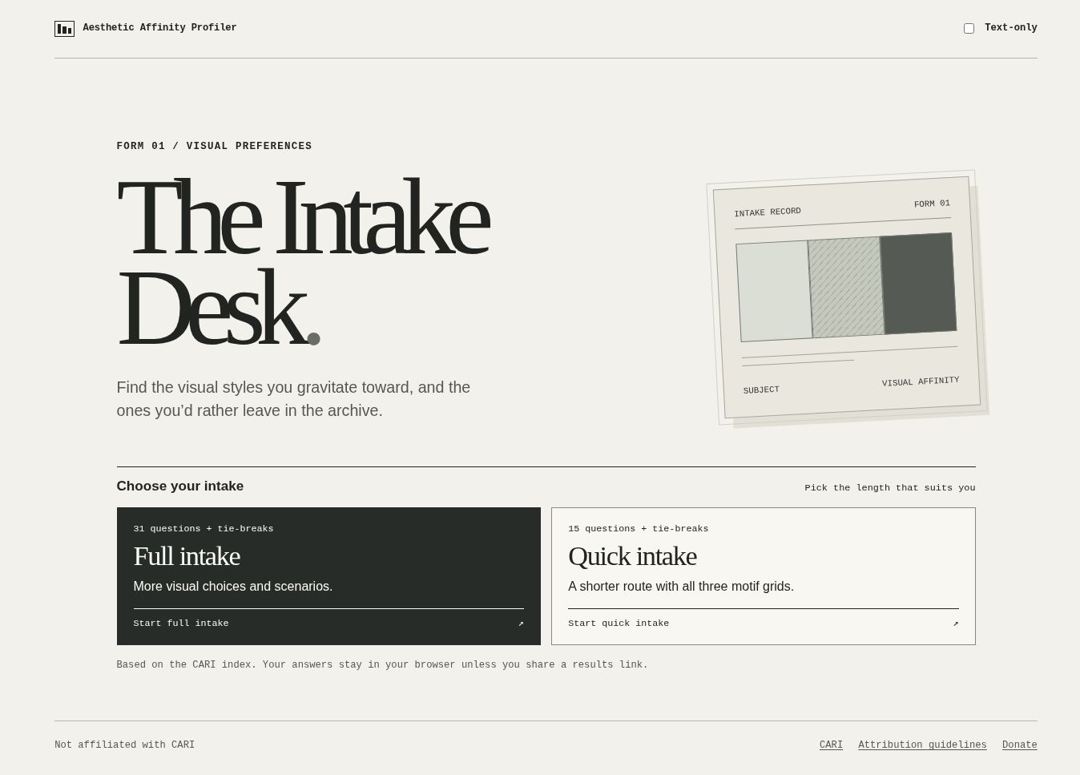 Aesthetic Affinity Profiler
Text-only
FORM 01 / VISUAL PREFERENCES
The Intake
Desk.
Find the visual styles you gravitate toward, and the
ones you’d rather leave in the archive.
INTAKE RECORD
FORM 01
SUBJECT
VISUAL AFFINITY
Choose your intake
Pick the length that suits you
31 questions + tie-breaks
Full intake
More visual choices and scenarios.
Start full intake ↗
15 questions + tie-breaks
Quick intake
A shorter route with all three motif grids.
Start quick intake ↗
Based on the CARI index. Your answers stay in your browser unless you share a results link.
Not affiliated with CARI
CARI Attribution guidelines Donate